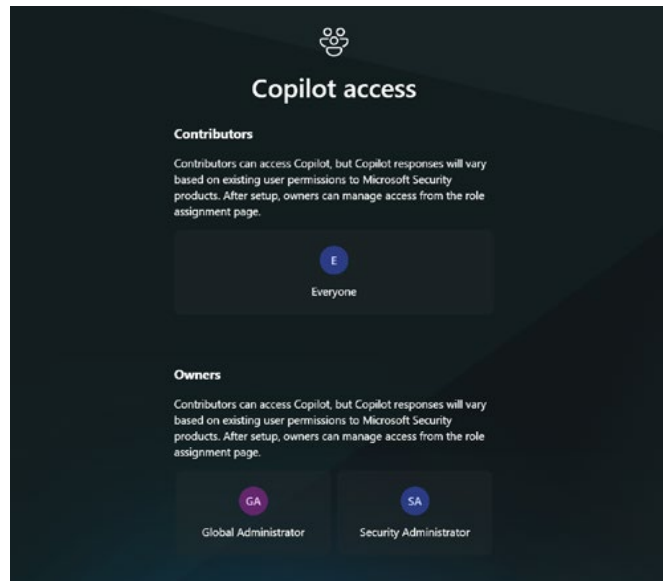 Copilot access
Contributors
Contributors can access Copilot, but Copilot responses will vary
based on existing user permissions to Microsoft Security
products. After setup, owners can manage access from the role
assignment page.
E
Everyone
Owners
Contributors can access Copilot, but Copilot responses will vary
based on existing user permissions to Microsoft Security
products. After setup, owners can manage access from the role
assignment page.
GA
SA
Global Administrator
Security Administrator